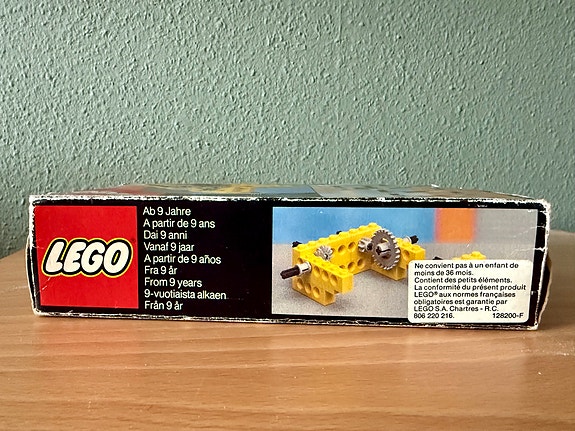 LEGO
Ab 9 Jahre
A partir de 9 ans
Dai 9 anni
Vanaf 9 jaar
A partir de 9 años
Fra 9 år
From 9 years
9-vuotiaista alkaen
Från 9 år
Ne convient pas à un enfant de
moins de 36 mois.
Contient des petits éléments.
La conformité du présent produit
LEGO® aux normes françaises
obligatoires est garantie par
LEGO S.A. Chartres - R.C.
806 220 216. 128200-F